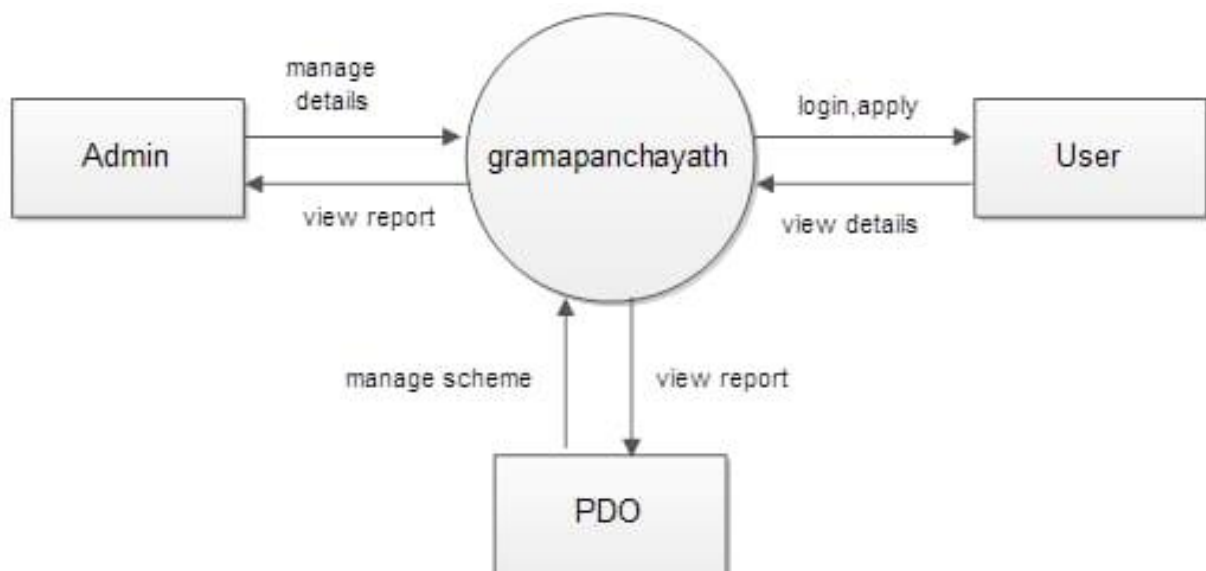 manage
details
Admin
view report
gramapanchayath
login,apply
User
view details
manage scheme
view report
PDO